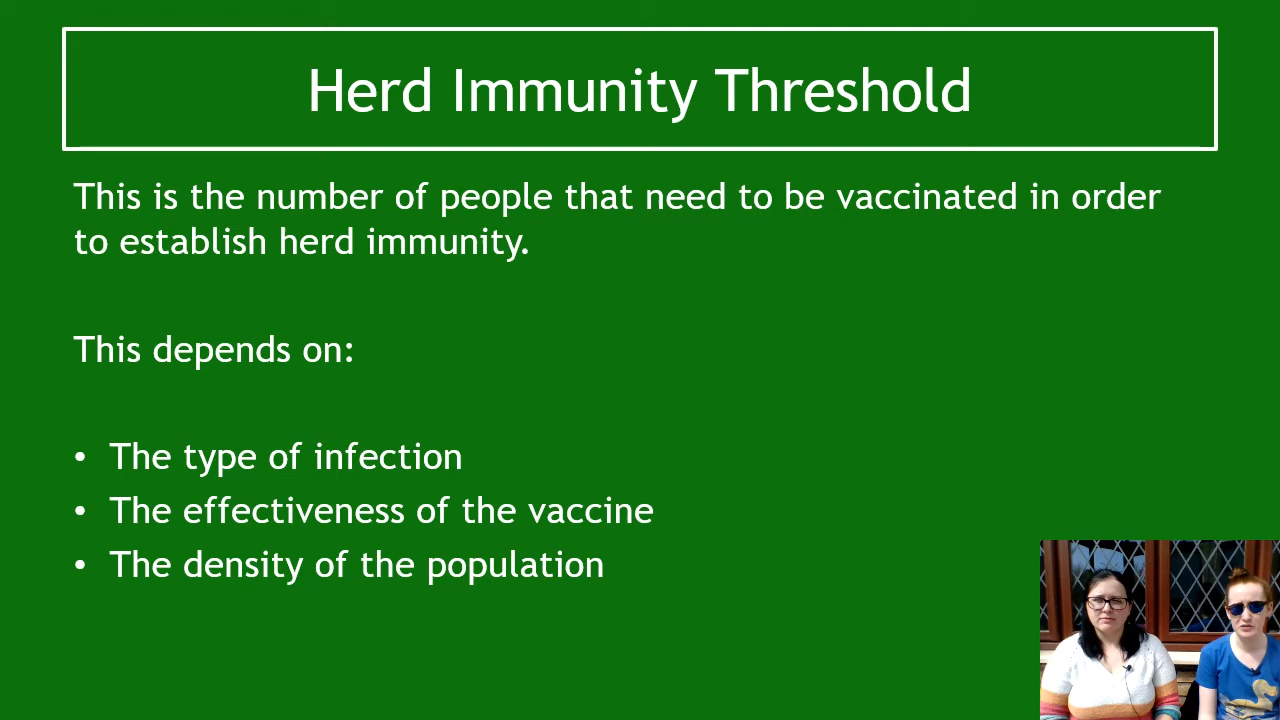 Herd Immunity Threshold
This is the number of people that need to be vaccinated in order
to establish herd immunity.
This depends on:
• The type of infection
• The effectiveness of the vaccine
• The density of the population